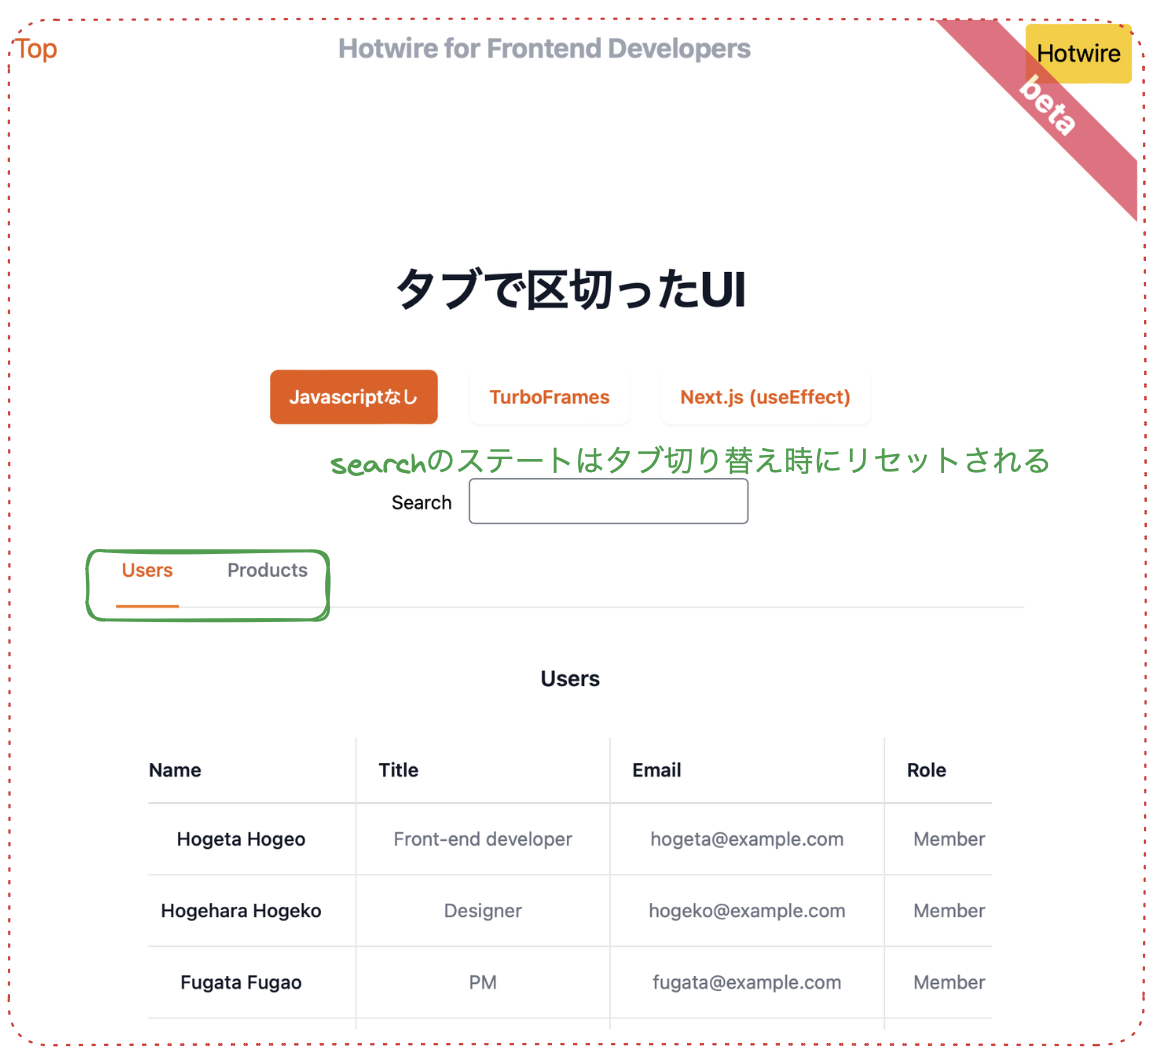 Top
Hotwire for Frontend Developers
Hotwire
beta
タブで区切ったUI
Javascriptなし
TurboFrames
Next.js (useEffect)
searchのステートはタブ切り替え時にリセットされる
Search
Users
Products
Users
Name Title Email Role
Hogeta Hogeo Front-end developer hogeta@example.com Member
Hogehara Hogeko Designer hogeko@example.com Member
Fugata Fugao PM fugata@example.com Member